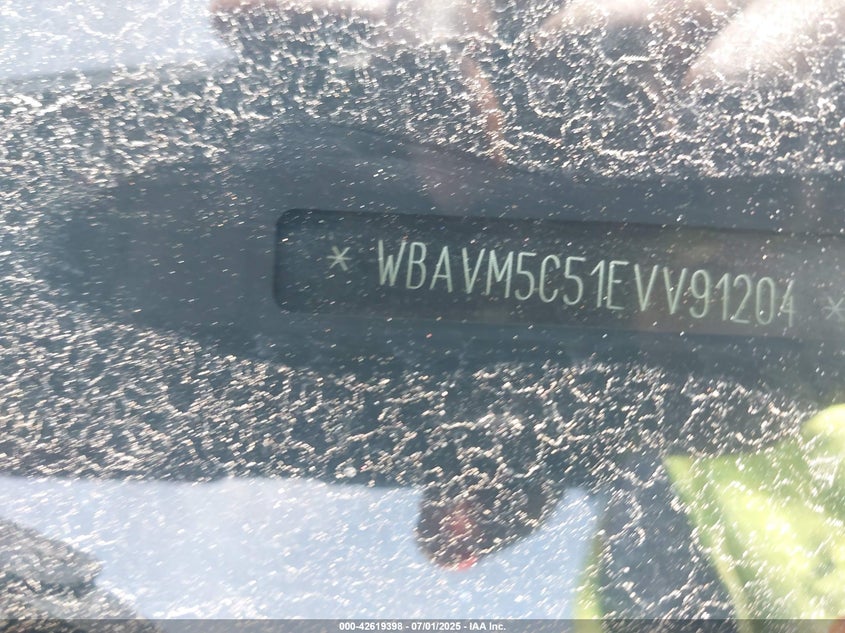 * WBAVM5C51EVV91204 *
000-42619398 - 07/01/2025 - IAA Inc.